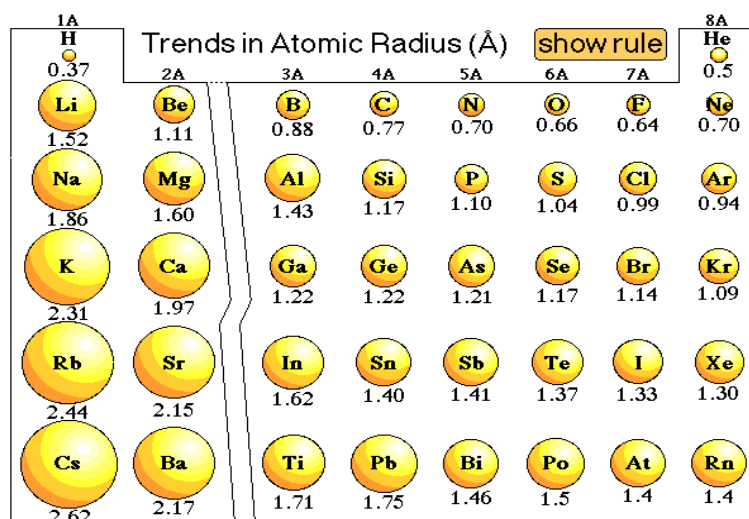 1A 8A
H Trends in Atomic Radius (Å) show rule He
0.37 2A 3A 4A 5A 6A 7A 0.5
Li Be B C N O F Ne
1.52 1.11 0.88 0.77 0.70 0.66 0.64 0.70
Na Mg Al Si P S Cl Ar
1.86 1.60 1.43 1.17 1.10 1.04 0.99 0.94
K Ca Ga Ge As Se Br Kr
2.31 1.97 1.22 1.22 1.21 1.17 1.14 1.09
Rb Sr In Sn Sb Te I Xe
2.44 2.15 1.62 1.40 1.41 1.37 1.33 1.30
Cs Ba Ti Pb Bi Po At Rn
2.62 2.17 1.71 1.75 1.46 1.5 1.4 1.4